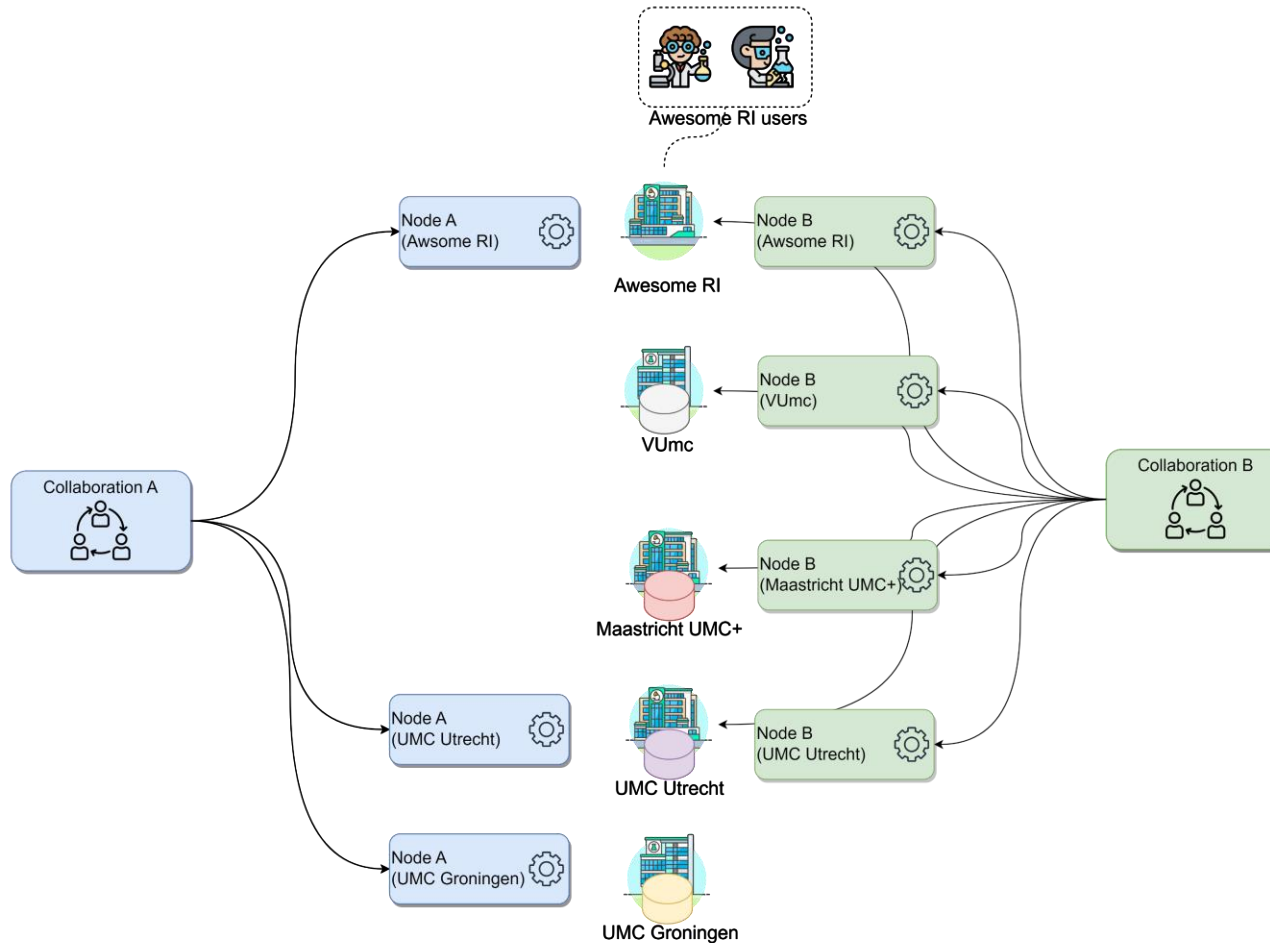 Awesome RI users
Node A
(Awsome RI)
Awesome RI
Node B
(Awsome RI)
VUmc
Node B
(VUmc)
Collaboration A
Collaboration B
Maastricht UMC+
Node B
(Maastricht UMC+)
Node A
(UMC Utrecht)
UMC Utrecht
Node B
(UMC Utrecht)
Node A
(UMC Groningen)
UMC Groningen